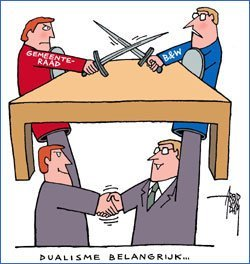 GEMEENTE-
RAAD
B&W
DUALISME BELANGRIJK...